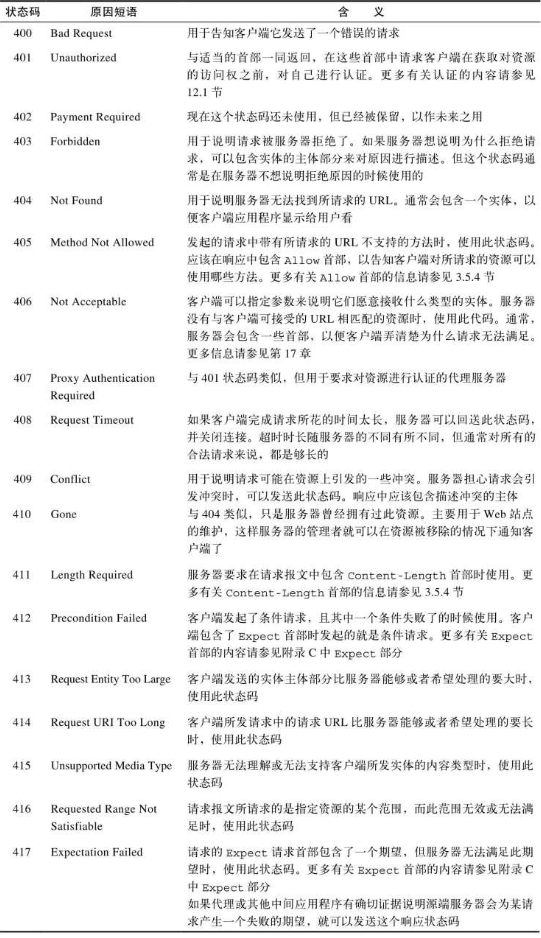 状态码 原因短语 含 义
400 Bad Request 用于告知客户端它发送了一个错误的请求
401 Unauthorized 与适当的首部一同返回，在这些首部中请求客户端在获取对资源
的访问权之前，对自己进行认证。更多有关认证的内容请参见
12.1 节
402 Payment Required 现在这个状态码还未使用，但已经被保留，以作未来之用
403 Forbidden 用于说明请求被服务器拒绝了。如果服务器想说明为什么拒绝请
求，可以包含实体的主体部分来对原因进行描述。但这个状态码通
常是在服务器不想说明拒绝原因的时候使用的
404 Not Found 用于说明服务器无法找到所请求的 URL。通常会包含一个实体，以
便客户端应用程序显示给用户看
405 Method Not Allowed 发起的请求中带有所请求的 URL 不支持的方法时，使用此状态码。
应该在响应中包含 Allow 首部，以告知客户端对所请求的资源可以
使用哪些方法。更多有关 Allow 首部的信息请参见 3.5.4 节
406 Not Acceptable 客户端可以指定参数来说明它们愿意接收什么类型的实体。服务器
没有与客户端可接受的 URL 相匹配的资源时，使用此代码。通常，
服务器会包含一些首部，以便客户端弄清楚为什么请求无法满足。
更多信息请参见第 17 章
407 Proxy Authentication 与 401 状态码类似，但用于要求对资源进行认证的代理服务器
Required
408 Request Timeout 如果客户端完成请求所花的时间太长，服务器可以回送此状态码，
并关闭连接。超时时长随服务器的不同有所不同，但通常对所有的
合法请求来说，都是够长的
409 Conflict 用于说明请求可能在资源上引发的一些冲突。服务器担心请求会引
发冲突时，可以发送此状态码。响应中应该包含描述冲突的主体
410 Gone 与 404 类似，只是服务器曾经拥有过此资源。主要用于 Web 站点
的维护，这样服务器的管理者就可以在资源被移除的情况下通知客
户端了
411 Length Required 服务器要求在请求报文中包含 Content-Length 首部时使用。更
多有关 Content-Length 首部的信息请参见 3.5.4 节
412 Precondition Failed 客户端发起了条件请求，且其中一个条件失败了的时候使用。客户
端包含了 Expect 首部时发起的就是条件请求。更多有关 Expect
首部的内容请参见附录 C 中 Expect 部分
413 Request Entity Too Large 客户端发送的实体主体部分比服务器能够或者希望处理的要大时，
使用此状态码
414 Request URI Too Long 客户端所发请求中的请求 URL 比服务器能够或者希望处理的要长
时，使用此状态码
415 Unsupported Media Type 服务器无法理解或无法支持客户端所发实体的内容类型时，使用此
状态码
416 Requested Range Not 请求报文所请求的是指定资源的某个范围，而此范围无效或无法满
Satisfiable 足时，使用此状态码
417 Expectation Failed 请求的 Expect 请求首部包含了一个期望，但服务器无法满足此期
望时，使用此状态码。更多有关 Expect 首部的内容请参见附录 C
中 Expect 部分
如果代理或其他中间应用程序有确切证据说明源端服务器会为某请
求产生一个失败的期望，就可以发送这个响应状态码